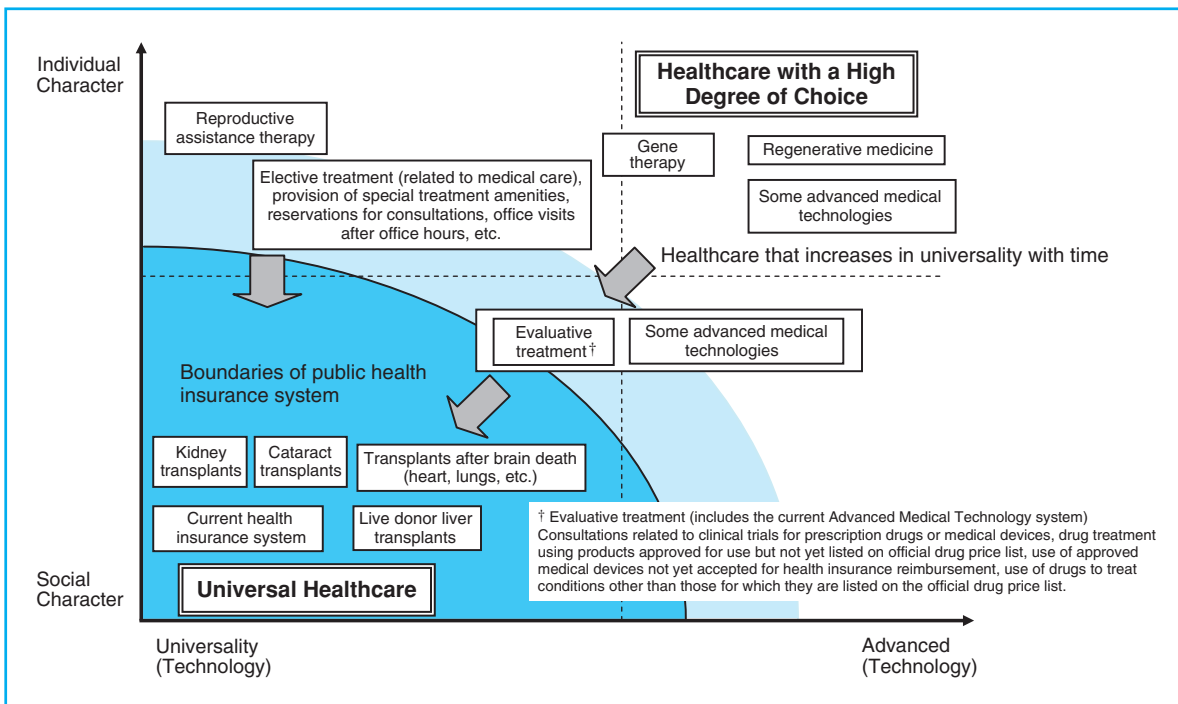 Individual
Character
Healthcare with a High
Degree of Choice
Reproductive
assistance therapy
Gene
therapy
Regenerative medicine
Elective treatment (related to medical care),
provision of special treatment amenities,
reservations for consultations, office visits
after office hours, etc.
Some advanced medical
technologies
Healthcare that increases in universality with time
Evaluative
treatment†
Some advanced medical
technologies
Boundaries of public health
insurance system
Kidney
transplants
Cataract
transplants
Transplants after brain death
(heart, lungs, etc.)
Current health
insurance system
Live donor liver
transplants
† Evaluative treatment (includes the current Advanced Medical Technology system)
Consultations related to clinical trials for prescription drugs or medical devices, drug treatment
using products approved for use but not yet listed on official drug price list, use of approved
medical devices not yet accepted for health insurance reimbursement, use of drugs to treat
conditions other than those for which they are listed on the official drug price list.
Social
Character
Universal Healthcare
Universality
(Technology)
Advanced
(Technology)